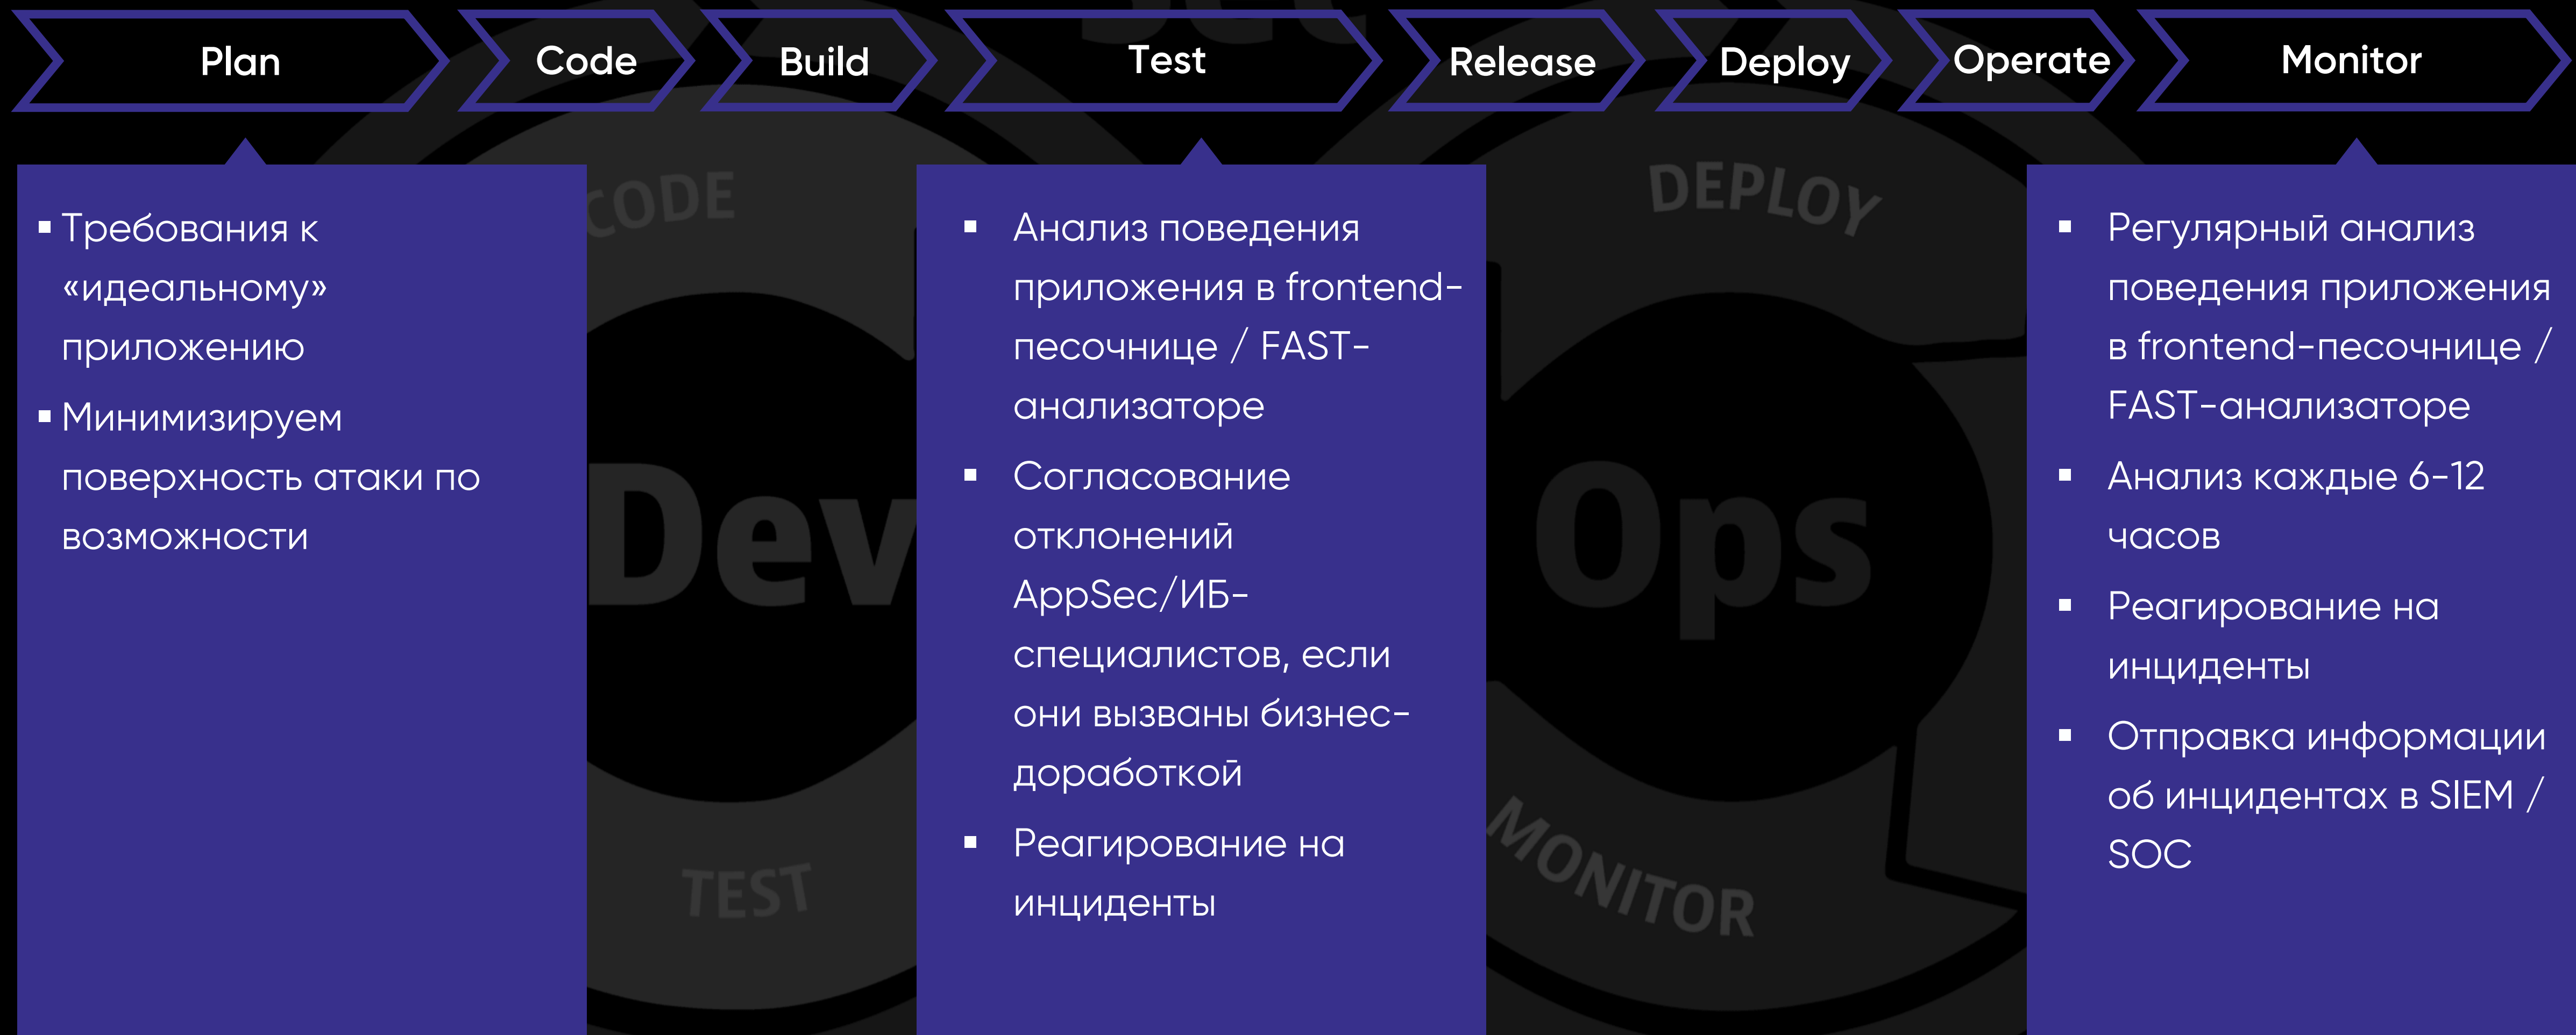 Plan
Code
Build
Test
Release
Deploy
Operate
Monitor
▪ Требования к
«идеальному»
приложению
▪ Минимизируем
поверхность атаки по
возможности
▪ Анализ поведения
приложения в frontend-
песочнице / FAST-
анализаторе
▪ Согласование
отклонений
AppSec/ИБ-
специалистов, если
они вызваны бизнес-
доработкой
▪ Реагирование на
инциденты
▪ Регулярный анализ
поведения приложения
в frontend-песочнице /
FAST-анализаторе
▪ Анализ каждые 6-12
часов
▪ Реагирование на
инциденты
▪ Отправка информации
об инцидентах в SIEM /
SOC
CODE
DEPLOY
Dev
Ops
TEST
MONITOR